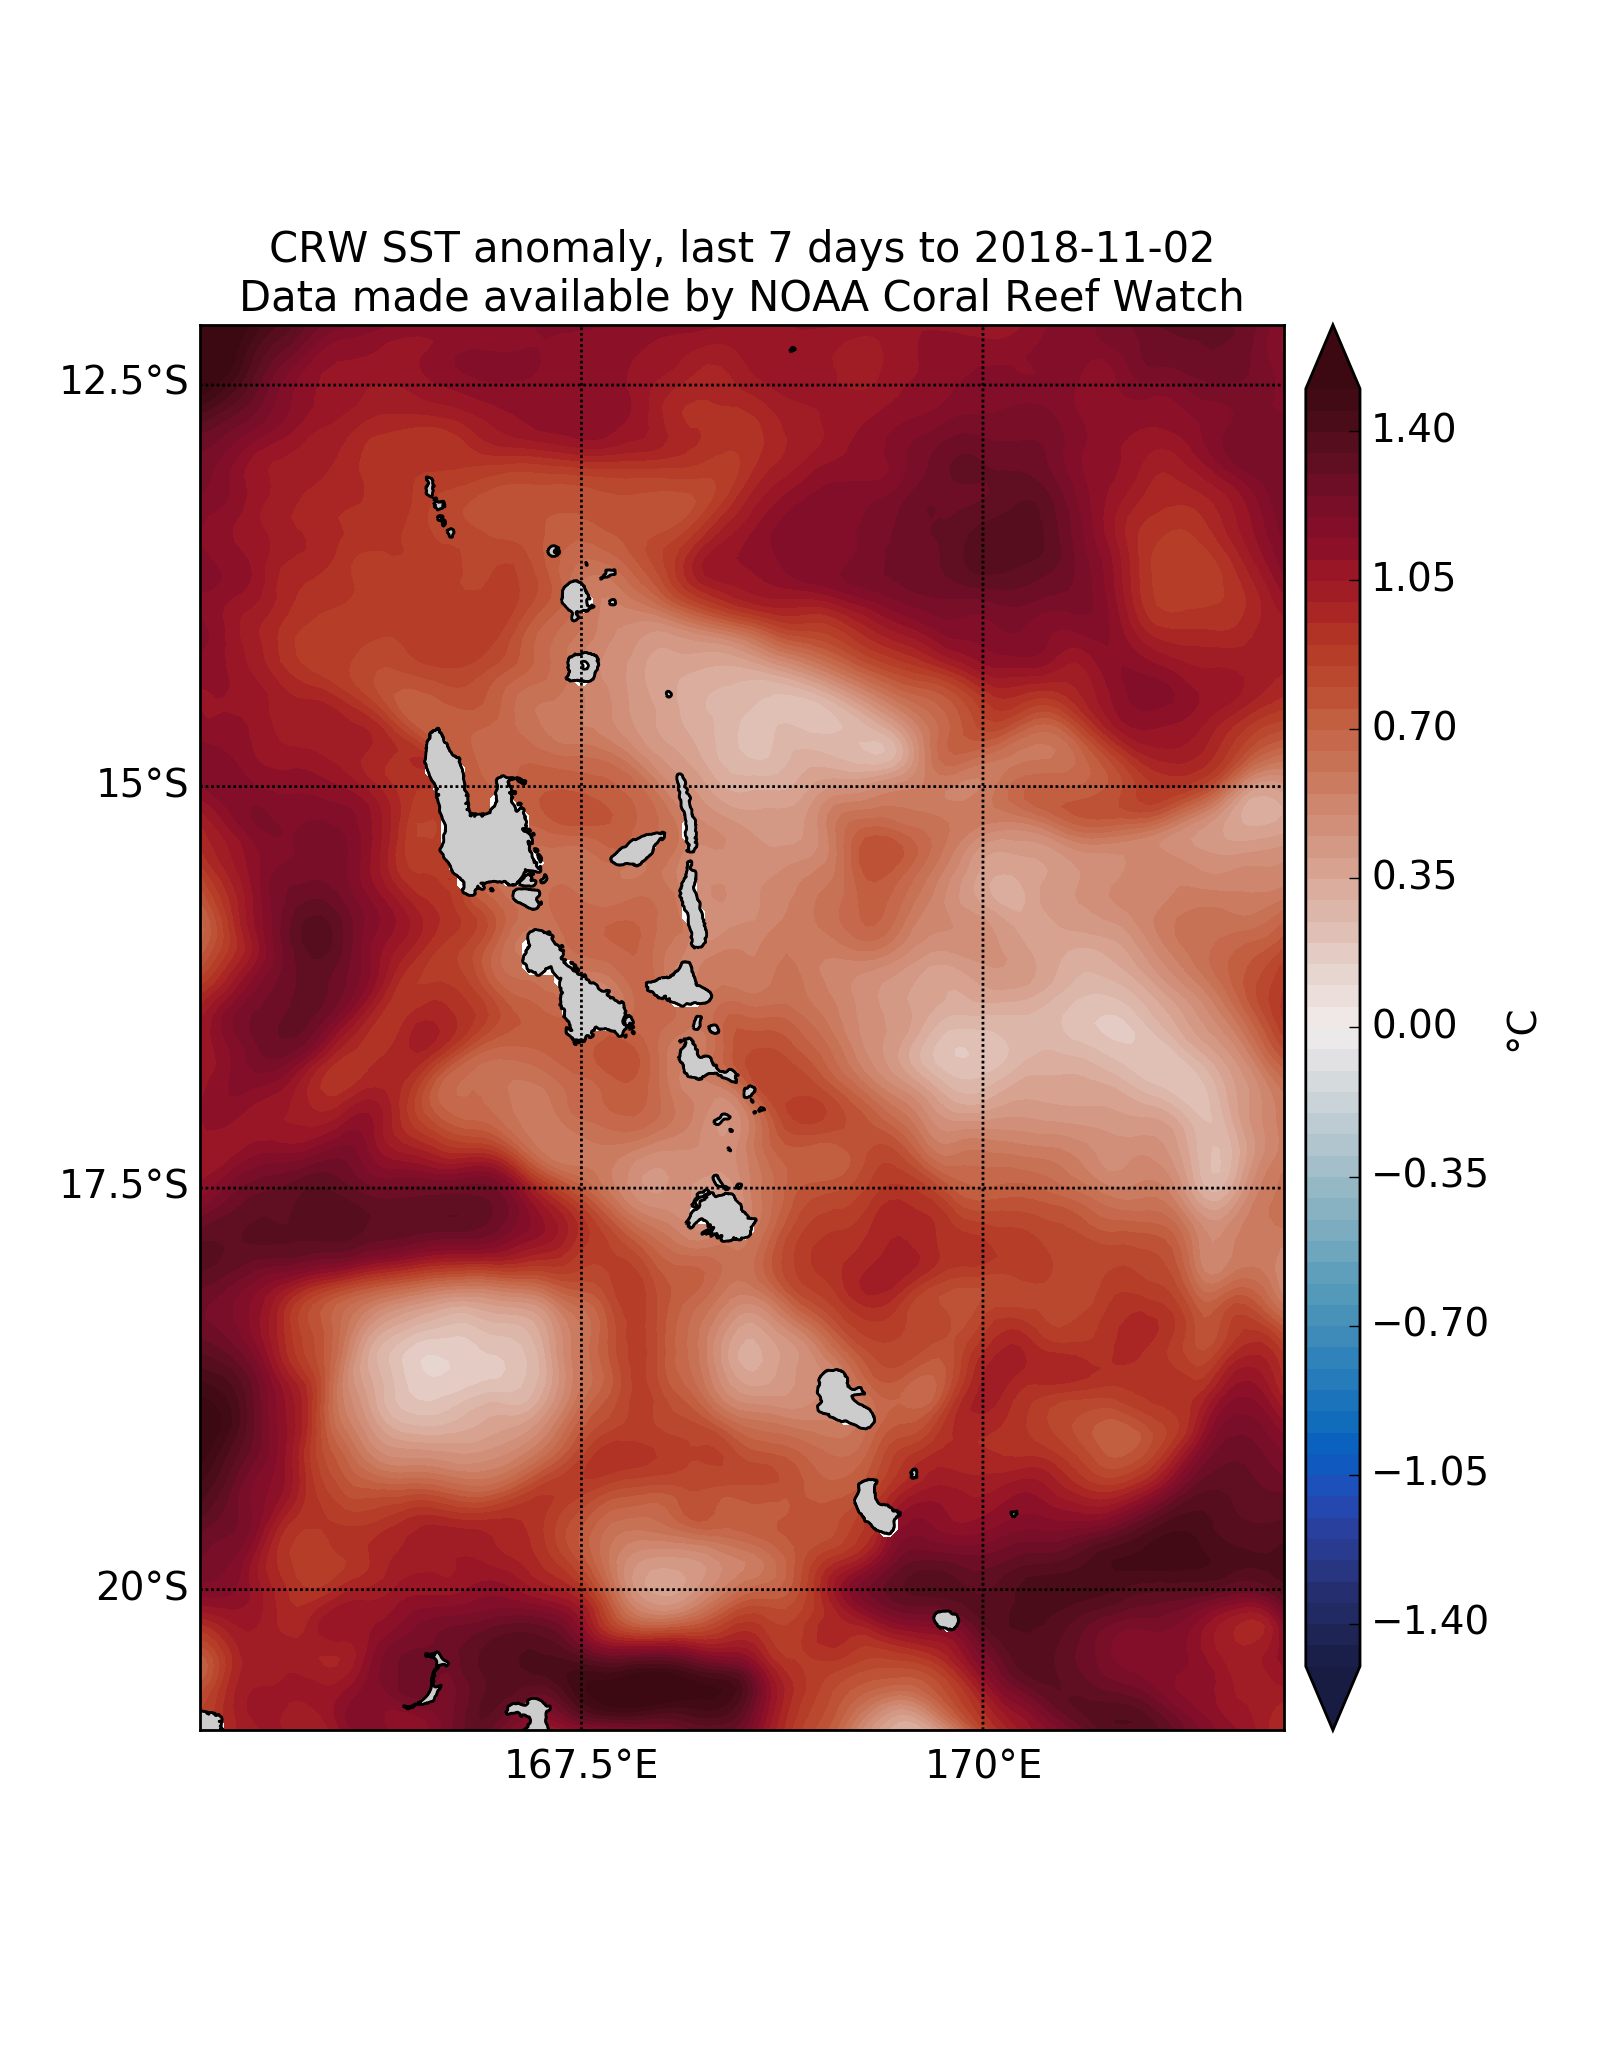 CRW SST anomaly, last 7 days to 2018-11-02
Data made available by NOAA Coral Reef Watch
12.5°S
15°S
17.5°S
20°S
167.5°E
170°E
1.40
1.05
0.70
0.35
0.00
−0.35
−0.70
−1.05
−1.40
°C